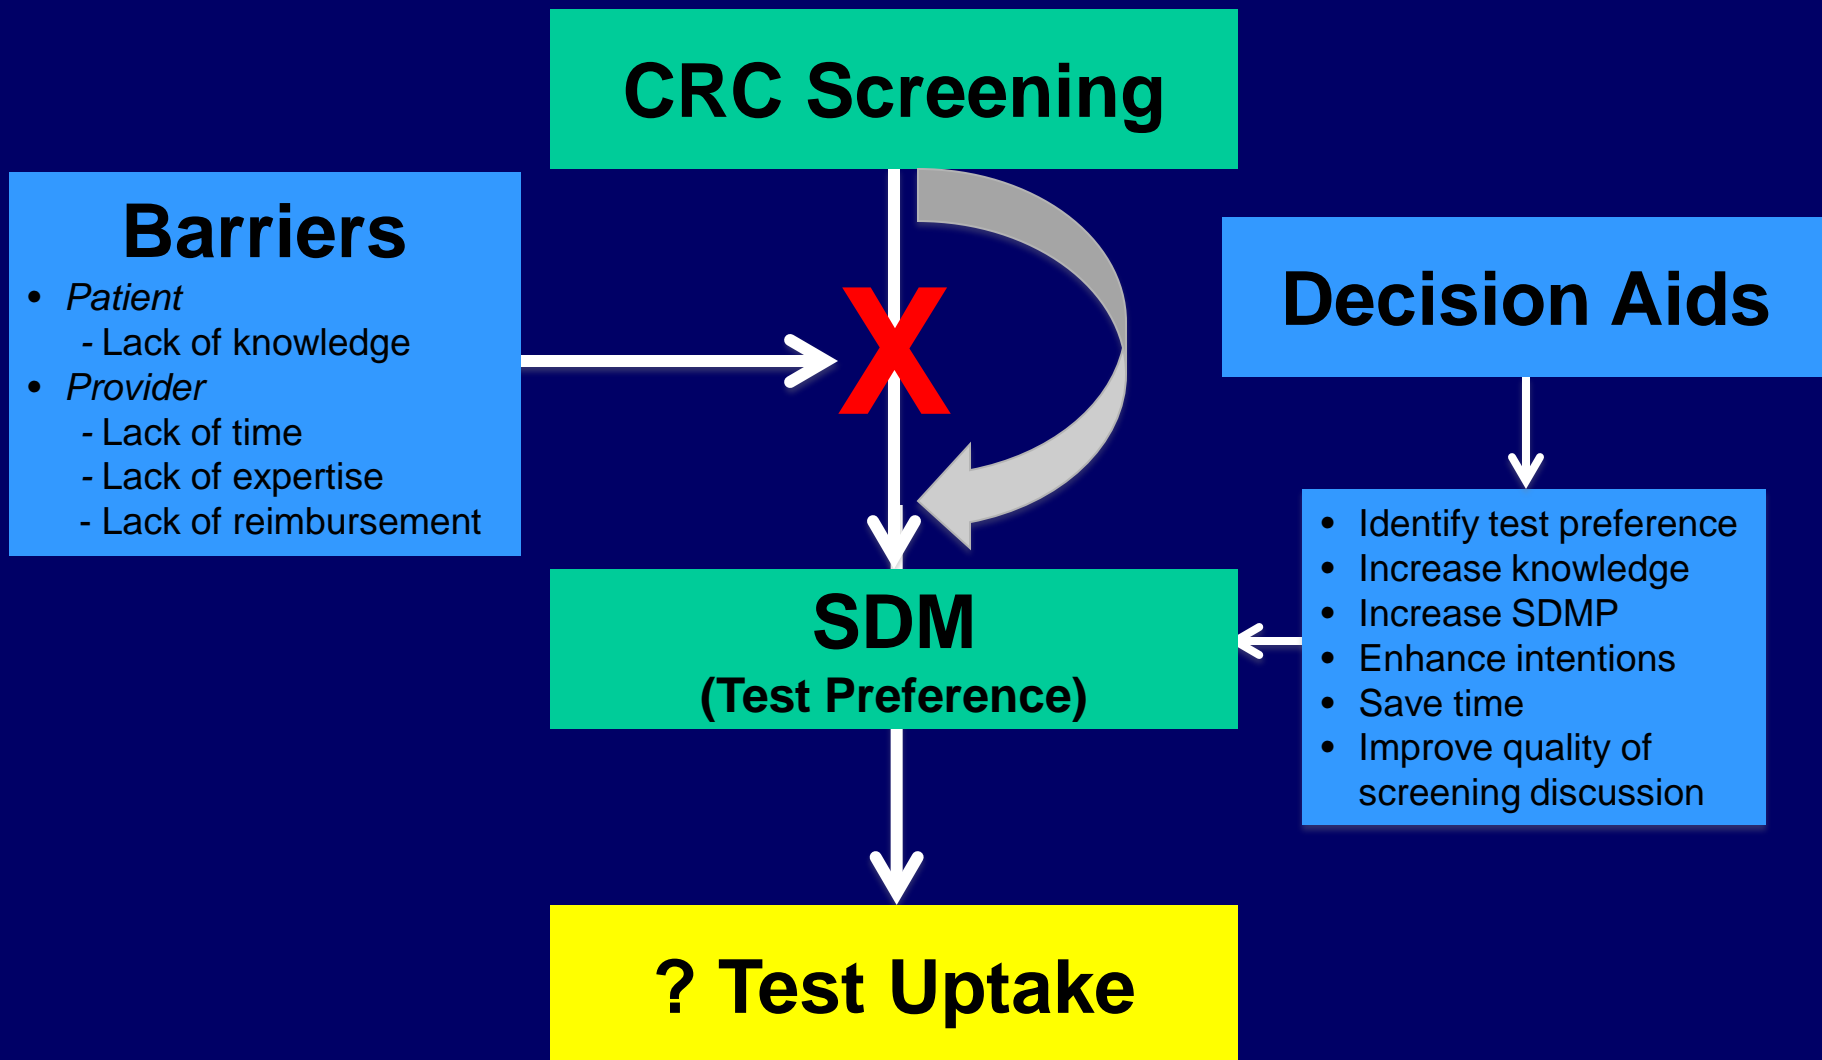 CRC Screening
Barriers
• Patient
- Lack of knowledge
• Provider
- Lack of time
- Lack of expertise
- Lack of reimbursement
X
Decision Aids
• Identify test preference
• Increase knowledge
• Increase SDMP
• Enhance intentions
• Save time
• Improve quality of
screening discussion
SDM
(Test Preference)
? Test Uptake